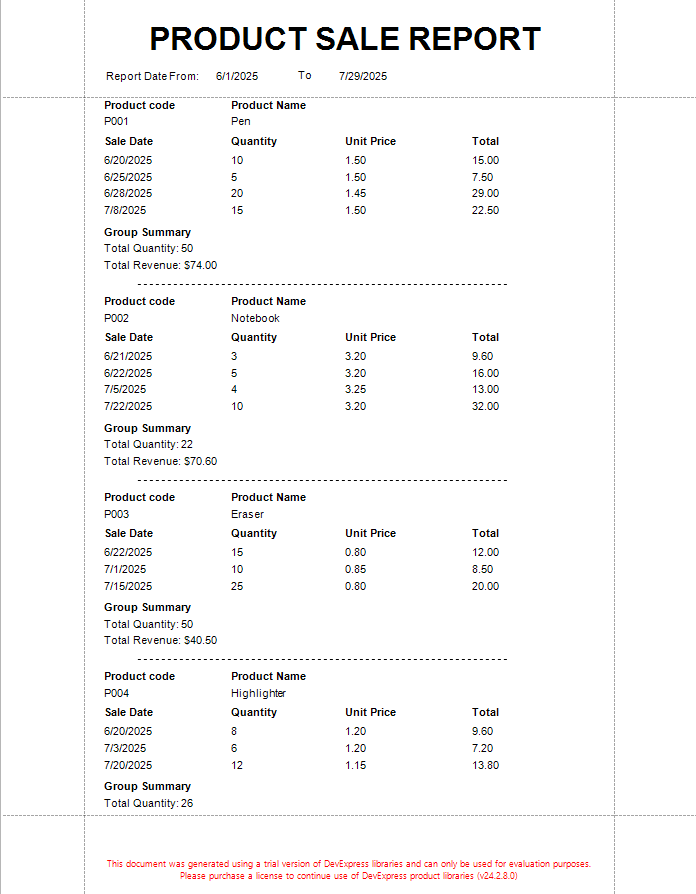 PRODUCT SALE REPORT
Report Date From: 6/1/2025 To 7/29/2025
Product code Product Name
P001 Pen
Sale Date Quantity Unit Price Total
6/20/2025 10 1.50 15.00
6/25/2025 5 1.50 7.50
6/28/2025 20 1.45 29.00
7/8/2025 15 1.50 22.50
Group Summary
Total Quantity: 50
Total Revenue: $74.00
Product code Product Name
P002 Notebook
Sale Date Quantity Unit Price Total
6/21/2025 3 3.20 9.60
6/22/2025 5 3.20 16.00
7/5/2025 4 3.25 13.00
7/22/2025 10 3.20 32.00
Group Summary
Total Quantity: 22
Total Revenue: $70.60
Product code Product Name
P003 Eraser
Sale Date Quantity Unit Price Total
6/22/2025 15 0.80 12.00
7/1/2025 10 0.85 8.50
7/15/2025 25 0.80 20.00
Group Summary
Total Quantity: 50
Total Revenue: $40.50
Product code Product Name
P004 Highlighter
Sale Date Quantity Unit Price Total
6/20/2025 8 1.20 9.60
7/3/2025 6 1.20 7.20
7/20/2025 12 1.15 13.80
Group Summary
Total Quantity: 26
This document was generated using a trial version of DevExpress libraries and can only be used for evaluation purposes.
Please purchase a license to continue use of DevExpress product libraries (v24.2.8.0)